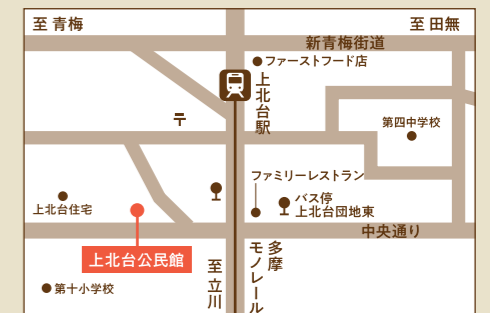 至 青梅
至 田無
新青梅街道
ファーストフード店
上北台駅
〒
第四中学校
ファミリーレストラン
バス停
上北台団地東
上北台住宅
中央通り
上北台公民館
至立川
多摩
モノレール
第十小学校